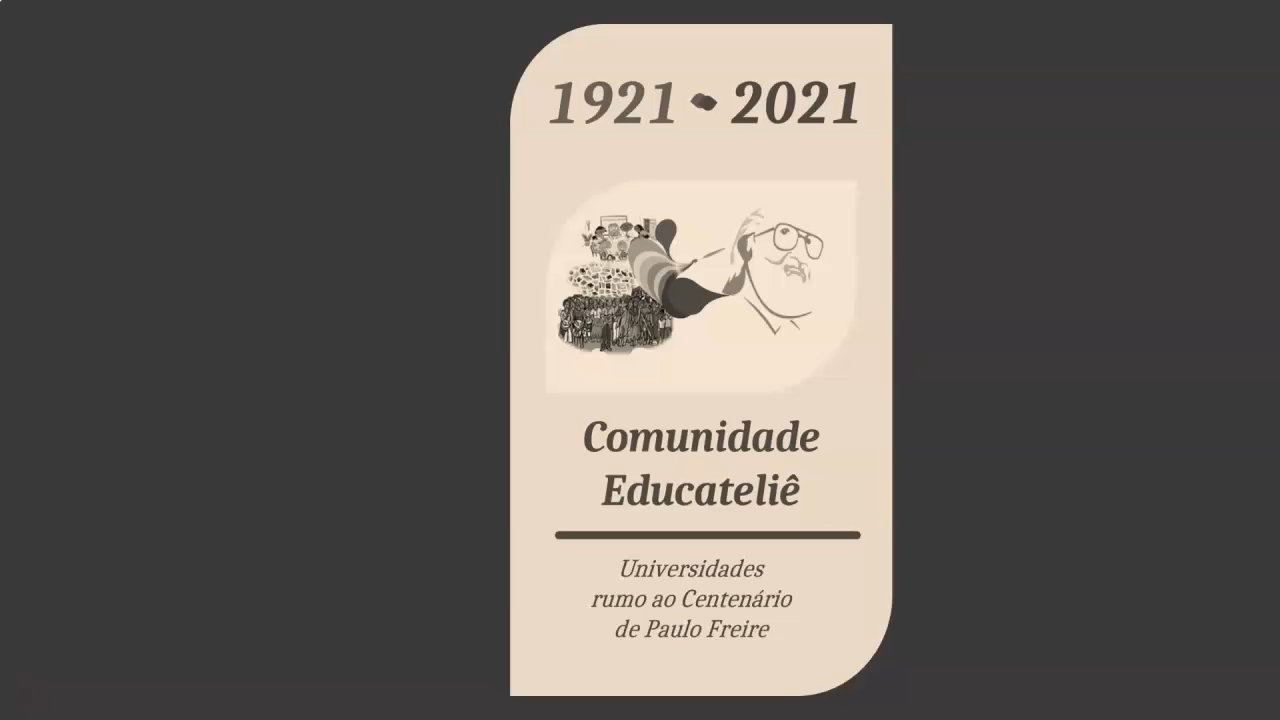 1921 • 2021
Comunidade
Educateliê
Universidades
rumo ao Centenário
de Paulo Freire